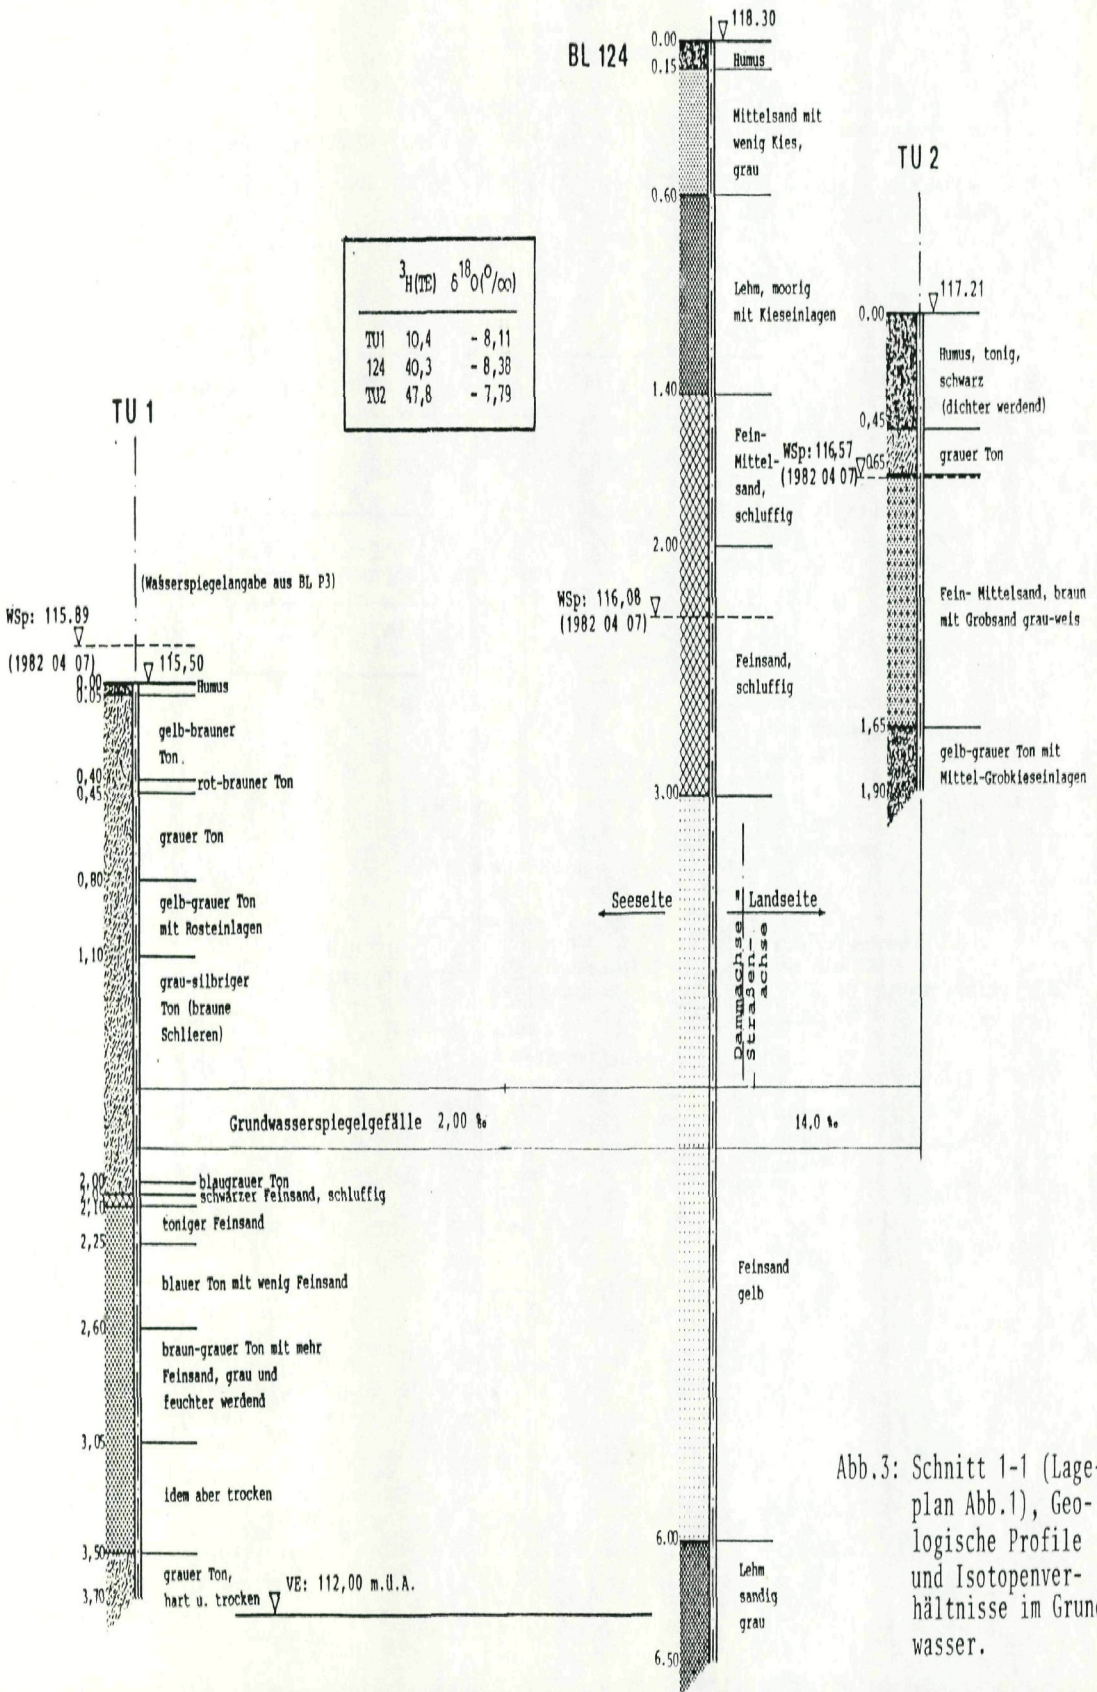 BL 124
118.30
0.00
Humus
0.15
Mittelsand mit
wenig Kies,
grau
0.60
Lehm, moorig
mit Kieseinlagen
1.40
Fein-
Mittel-
sand,
schluffig
2.00
WSp: 116,08
(1982 04 07)
Feinsand,
schluffig
3.00
Feinsand
gelb
6.00
Lehm
sandig
grau
6.50
TU 2
117.21
0.00
Humus, tonig,
schwarz
(dichter werdend)
0,45
grauer Ton
WSp: 116,57
0.65
(1982 04 07)
Fein- Mittelsand, braun
mit Grobsand grau-weis
1,65
gelb-grauer Ton mit
Mittel-Grobkieseinlagen
1,90
³H(TE) δ¹⁸O(°/oo)
TU1 10,4 - 8,11
124 40,3 - 8,38
TU2 47,8 - 7,79
TU 1
(Wasserspiegelangabe aus BL P3)
WSp: 115.89
(1982 04 07)
115,50
0.00
Humus
0.05
gelb-brauner
Ton.
0,40
rot-brauner Ton
0,45
grauer Ton
0,80
gelb-grauer Ton
mit Rosteinlagen
1,10
grau-silbriger
Ton (braune
Schlieren)
2,00
blaugrauer Ton
schwarzer Feinsand, schluffig
2,10
toniger Feinsand
2,25
blauer Ton mit wenig Feinsand
2,60
braun-grauer Ton mit mehr
Feinsand, grau und
feuchter werdend
3,05
idem aber trocken
3,50
grauer Ton,
hart u. trocken
3,70
VE: 112,00 m.ü.A.
Seeseite
Landseite
Dammachse
Straßen-
achse
Grundwasserspiegelgefälle 2,00 ‰
14,0 ‰
Abb.3: Schnitt 1-1 (Lage-
plan Abb.1), Geo-
logische Profile
und Isotopenver-
hältnisse im Grund
wasser.